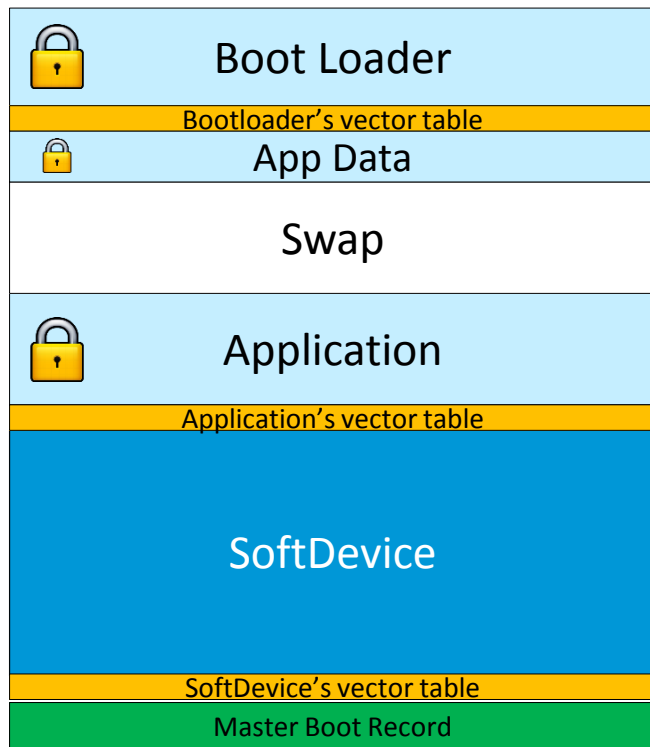 Boot Loader
Bootloader's vector table
App Data
Swap
Application
Application's vector table
SoftDevice
SoftDevice's vector table
Master Boot Record